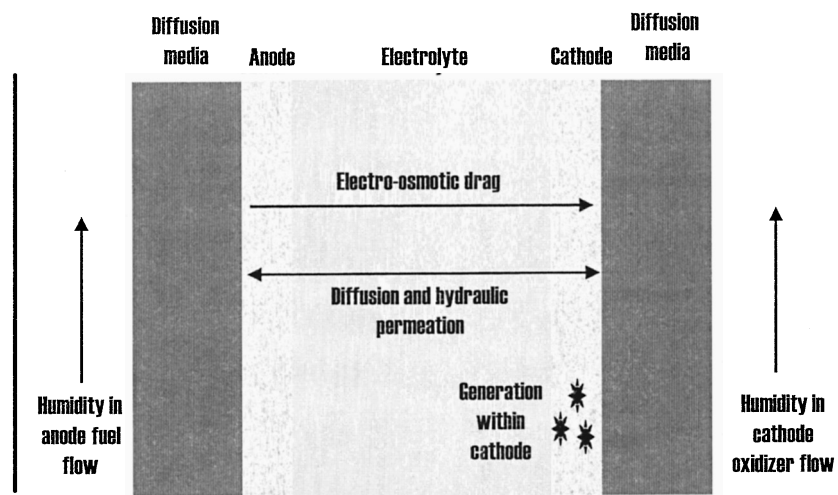 Diffusion
media
Anode
Electrolyte
Cathode
Diffusion
media
Electro-osmotic drag
Diffusion and hydraulic
permeation
Generation
within
cathode
Humidity in
anode fuel
flow
Humidity in
cathode
oxidizer flow